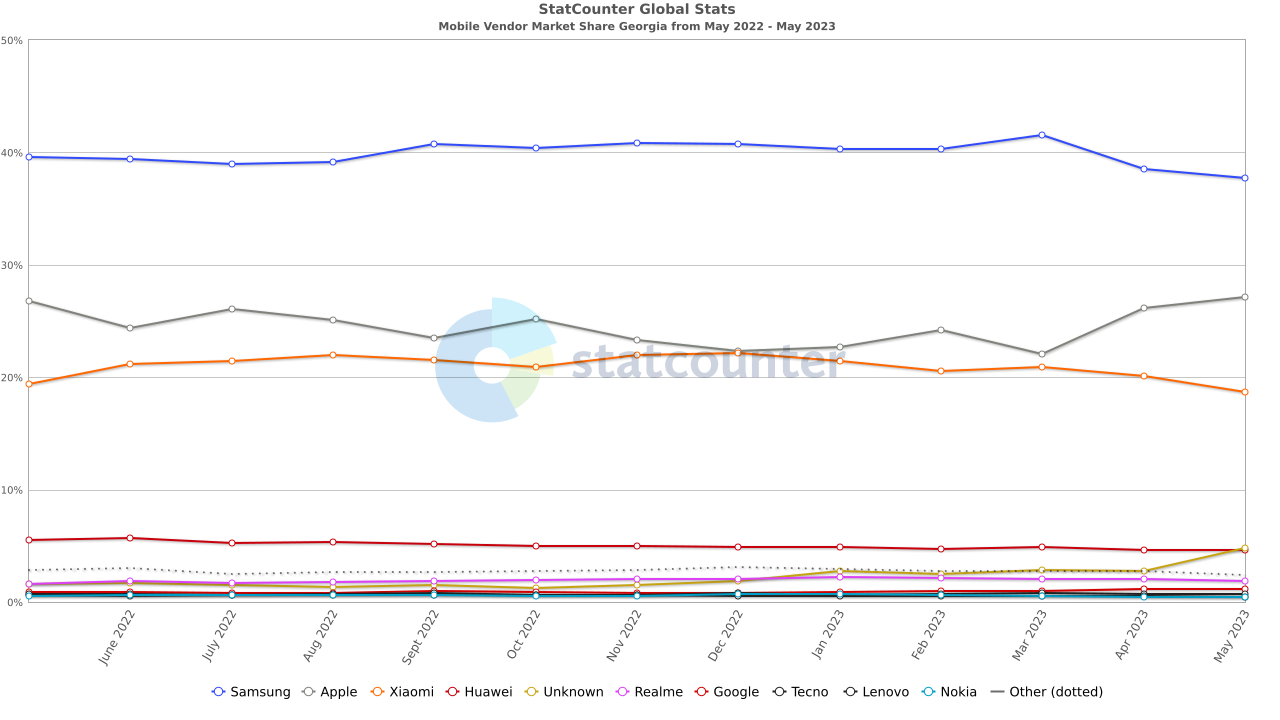 StatCounter Global Stats
Mobile Vendor Market Share Georgia from May 2022 - May 2023
50%
40%
30%
20%
10%
0%
statcounter
June 2022
July 2022
Aug 2022
Sept 2022
Oct 2022
Nov 2022
Dec 2022
Jan 2023
Feb 2023
Mar 2023
Apr 2023
May 2023
Samsung Apple Xiaomi Huawei Unknown Realme Google Tecno Lenovo Nokia Other (dotted)